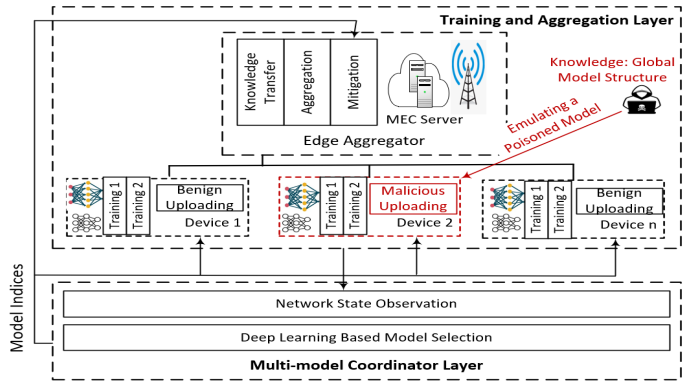 Training and Aggregation Layer
Knowledge: Global
Model Structure
Knowledge
Transfer
Aggregation
Mitigation
MEC Server
Edge Aggregator
Emulating a
Poisoned Model
Training 1
Training 2
Benign
Uploading
Device 1
Training 1
Training 2
Malicious
Uploading
Device 2
Training 1
Training 2
Benign
Uploading
Device n
Model Indices
Network State Observation
Deep Learning Based Model Selection
Multi-model Coordinator Layer